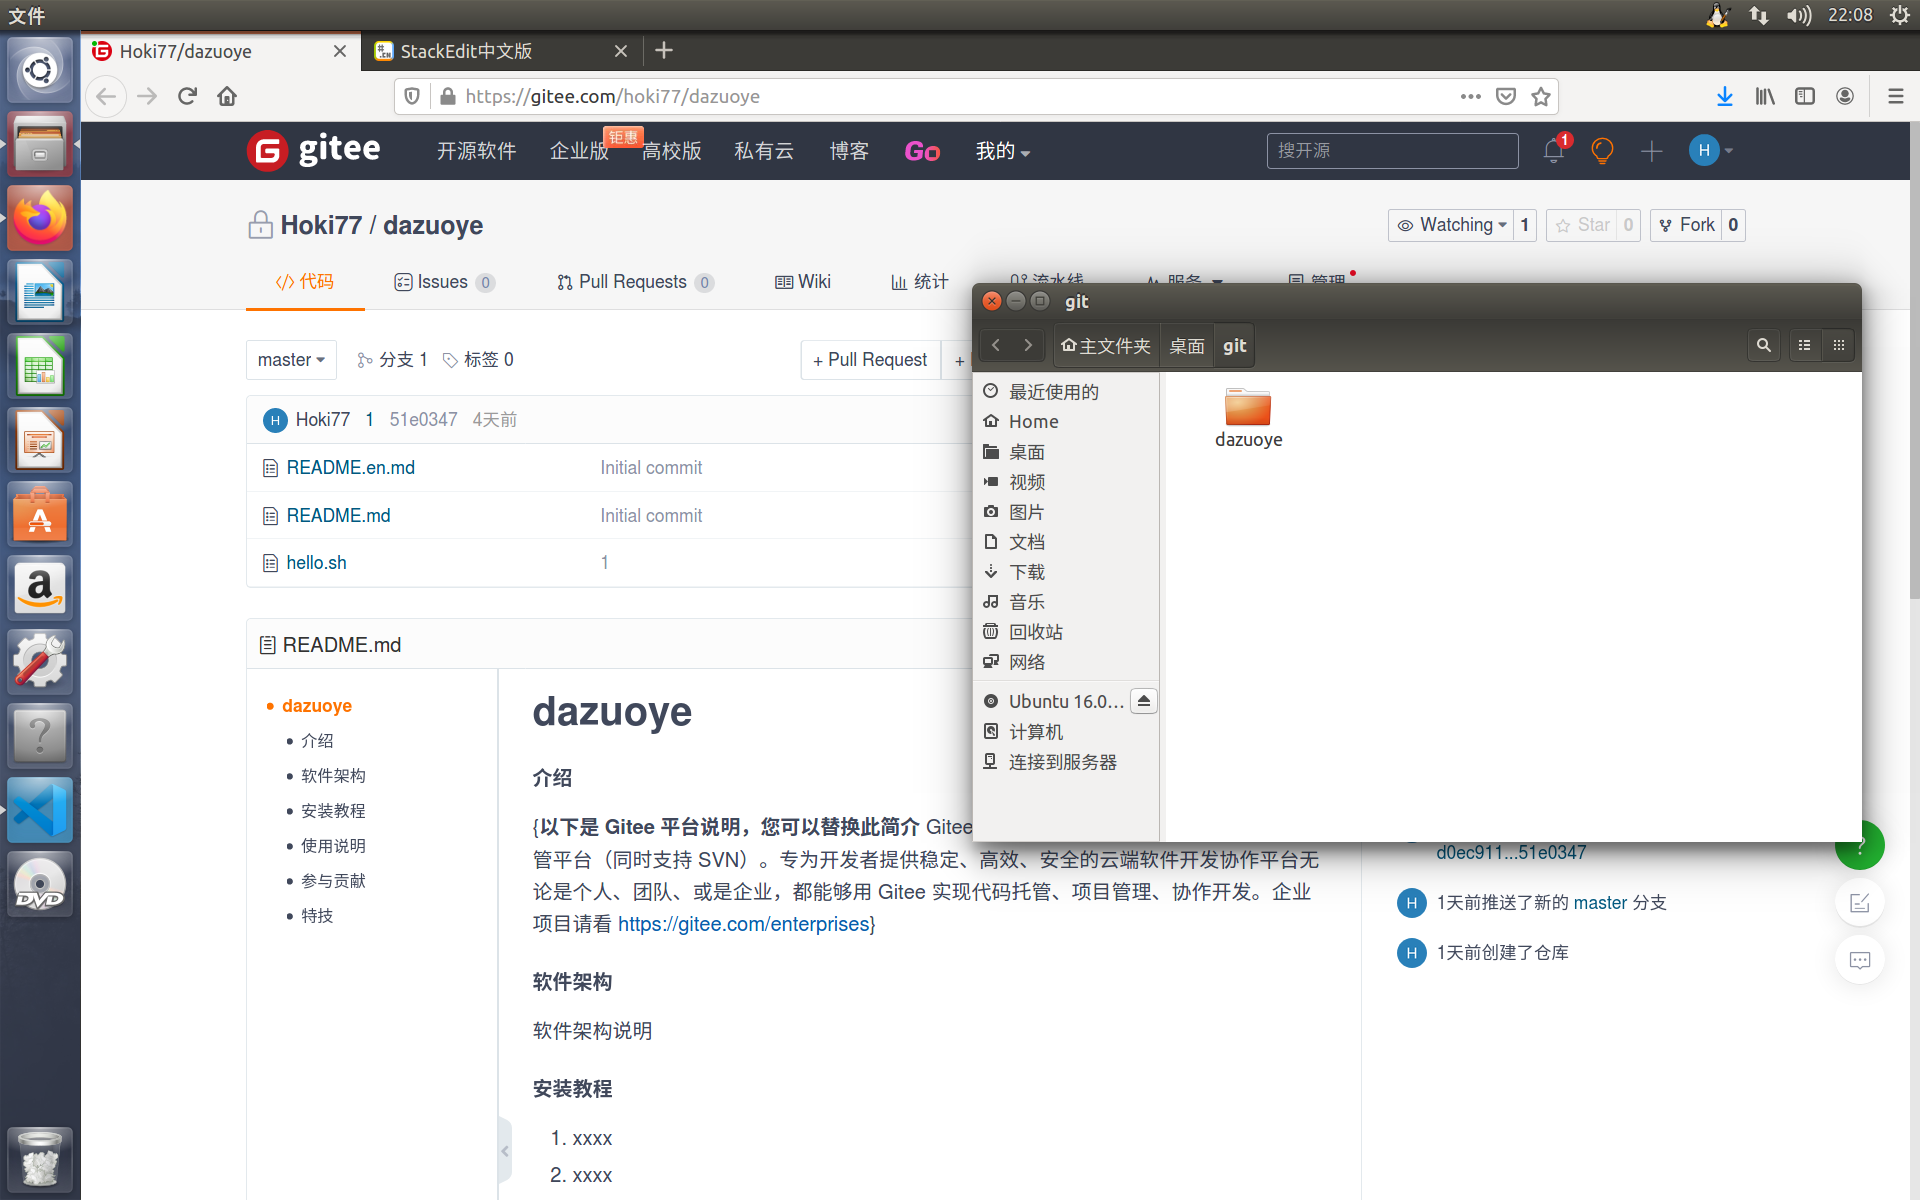 文件
22:08
Hoki77/dazuoye
StackEdit中文版
https://gitee.com/hoki77/dazuoye
gitee
开源软件
企业版
钜惠
高校版
私有云
博客
Go
我的
搜开源
1
H
Hoki77 / dazuoye
Watching 1
Star 0
Fork 0
代码
Issues 0
Pull Requests 0
Wiki
统计
流水线
服务
管理
master
分支 1
标签 0
+ Pull Request
+
H Hoki77 1 51e0347 4天前
README.en.md Initial commit
README.md Initial commit
hello.sh 1
README.md
dazuoye
介绍
软件架构
安装教程
使用说明
参与贡献
特技
dazuoye
介绍
{以下是 Gitee 平台说明，您可以替换此简介 Gitee
管平台（同时支持 SVN）。专为开发者提供稳定、高效、安全的云端软件开发协作平台无
论是个人、团队、或是企业，都能够用 Gitee 实现代码托管、项目管理、协作开发。企业
项目请看 https://gitee.com/enterprises}
软件架构
软件架构说明
安装教程
1. xxxx
2. xxxx
git
主文件夹 桌面 git
最近使用的
Home
桌面
视频
图片
文档
下载
音乐
回收站
网络
Ubuntu 16.0...
计算机
连接到服务器
dazuoye
d0ec911...51e0347
H 1天前推送了新的 master 分支
H 1天前创建了仓库
?
DVD